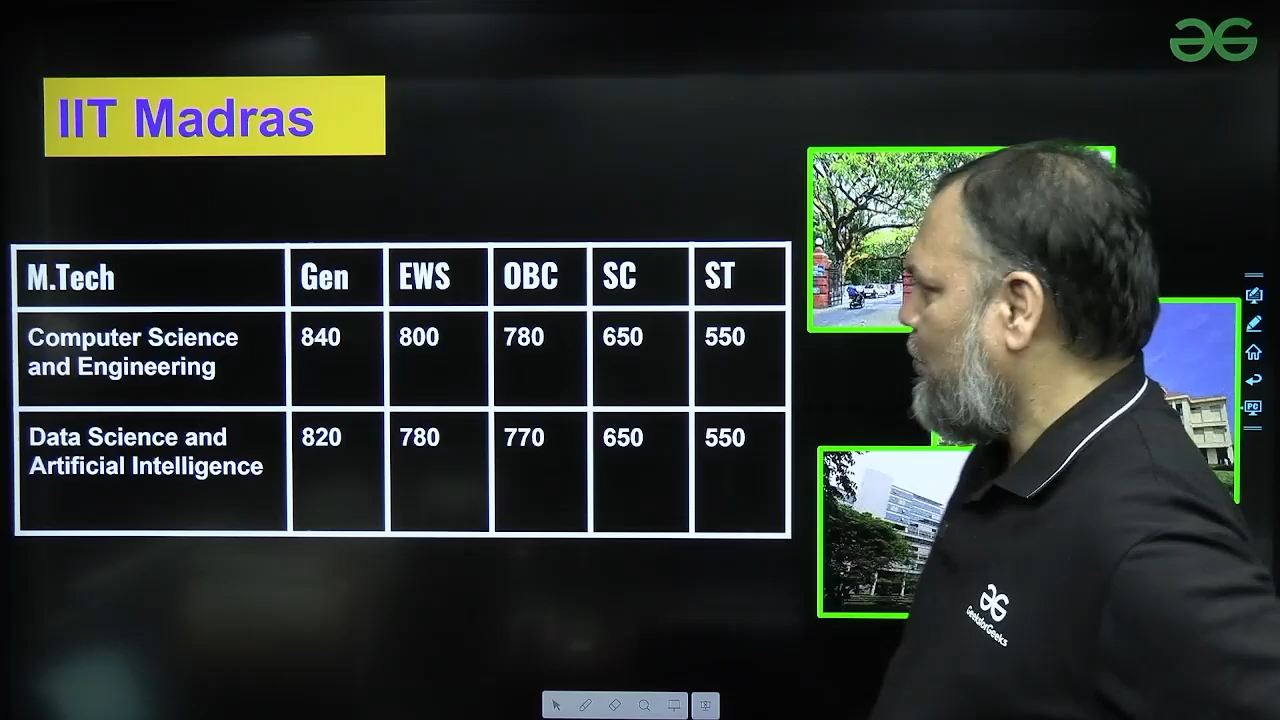 IIT Madras
M.Tech Gen EWS OBC SC ST
Computer Science
and Engineering 840 800 780 650 550
Data Science and
Artificial Intelligence 820 780 770 650 550
PC
GeeksforGeeks